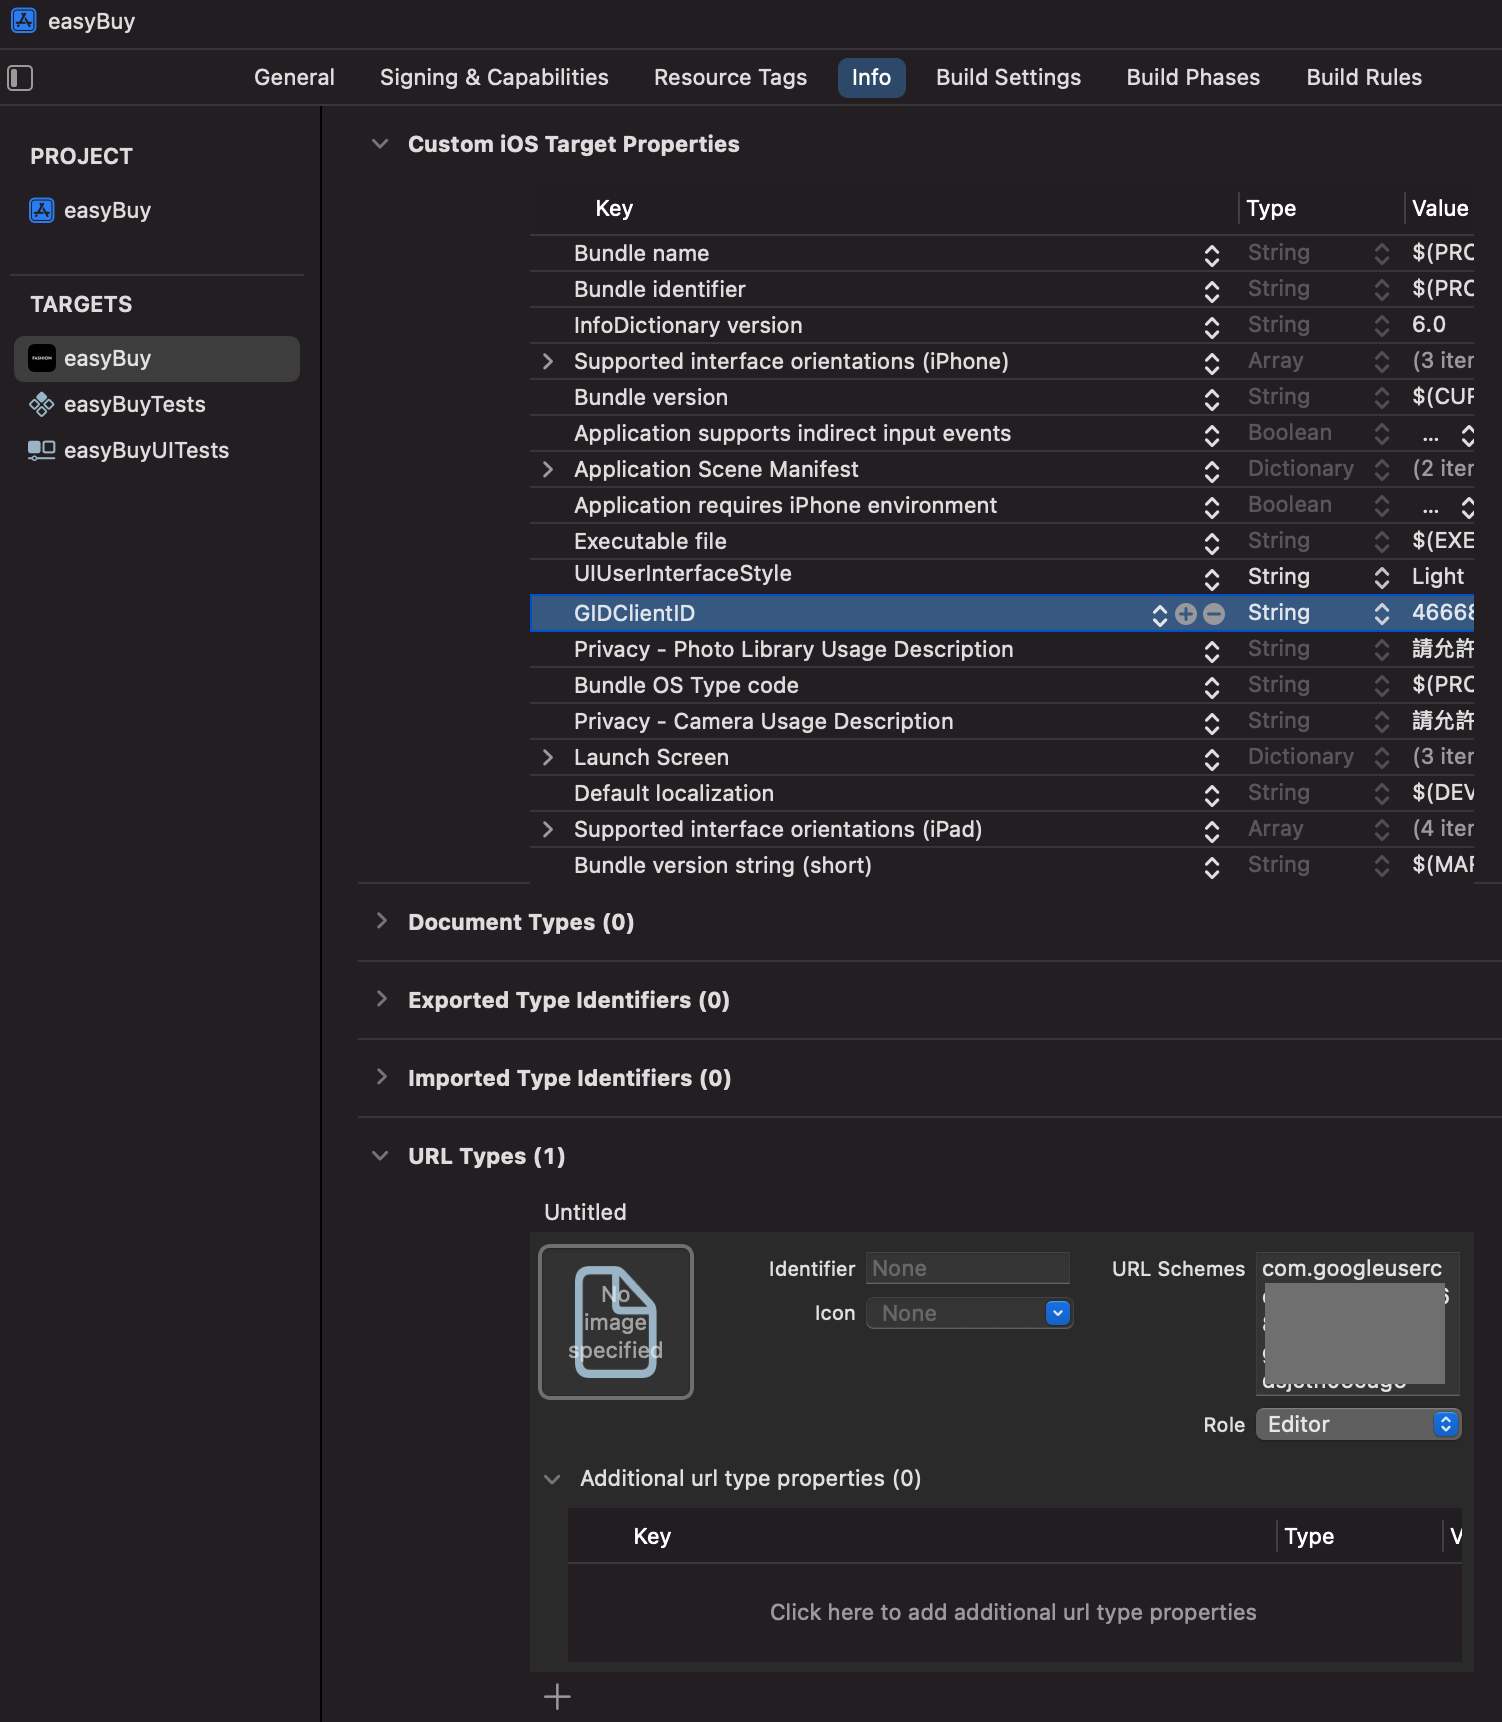 easyBuy
General Signing & Capabilities Resource Tags Info Build Settings Build Phases Build Rules
PROJECT
easyBuy
TARGETS
FASHION easyBuy
easyBuyTests
easyBuyUITests
Custom iOS Target Properties
Key Type Value
Bundle name String $(PRO
Bundle identifier String $(PRO
InfoDictionary version String 6.0
Supported interface orientations (iPhone) Array (3 iter
Bundle version String $(CUR
Application supports indirect input events Boolean ...
Application Scene Manifest Dictionary (2 iter
Application requires iPhone environment Boolean ...
Executable file String $(EXE
UIUserInterfaceStyle String Light
GIDClientID String 46668
Privacy - Photo Library Usage Description String 請允許
Bundle OS Type code String $(PRO
Privacy - Camera Usage Description String 請允許
Launch Screen Dictionary (3 iter
Default localization String $(DEV
Supported interface orientations (iPad) Array (4 iter
Bundle version string (short) String $(MAR
Document Types (0)
Exported Type Identifiers (0)
Imported Type Identifiers (0)
URL Types (1)
Untitled
No
image
specified
Identifier None
Icon None
URL Schemes com.googleuserc
Role Editor
Additional url type properties (0)
Key Type V
Click here to add additional url type properties